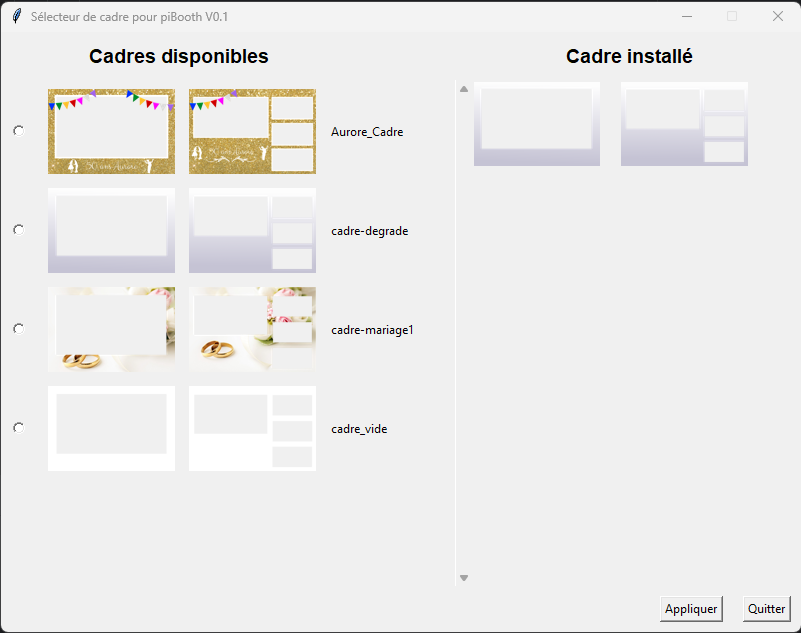 Sélecteur de cadre pour piBooth V0.1
Cadres disponibles
Cadre installé
Aurore_Cadre
cadre-degrade
cadre-mariage1
cadre_vide
Appliquer
Quitter